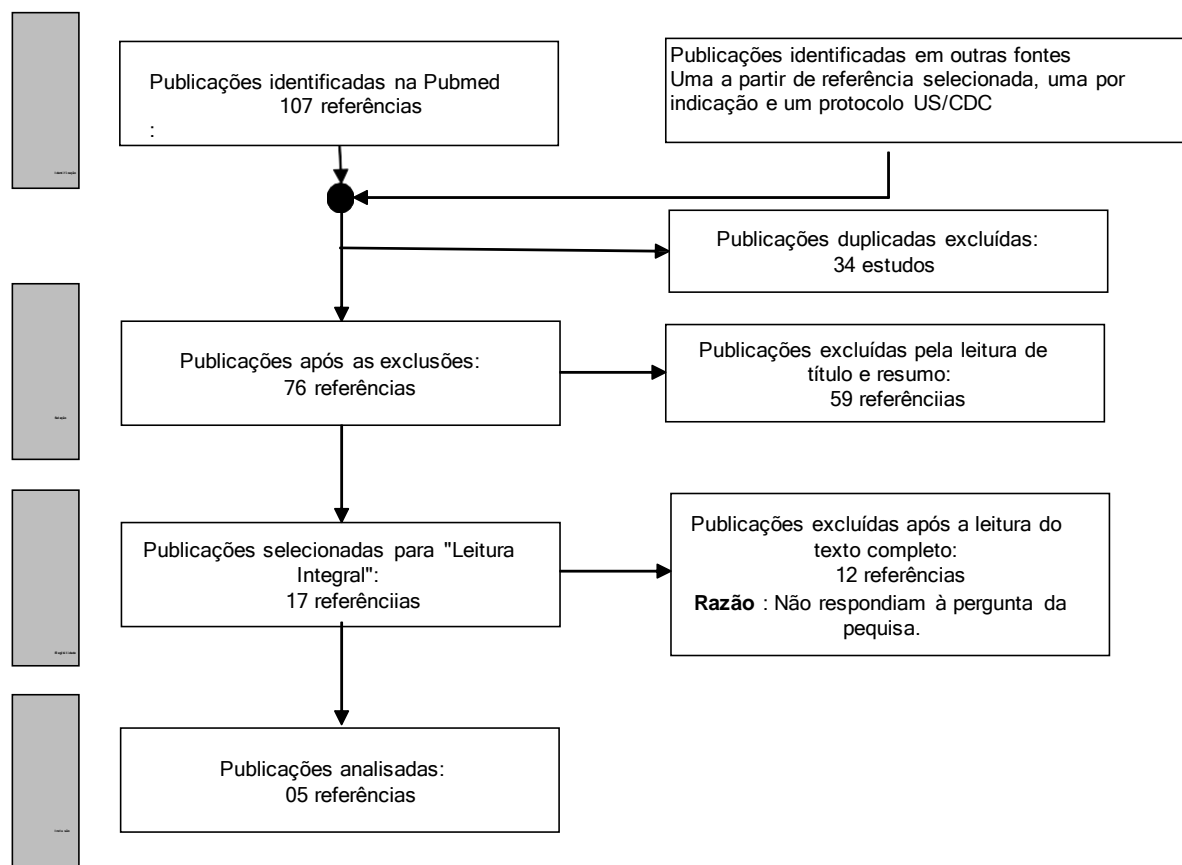 Publicações identificadas na Pubmed
107 referências
:
Publicações identificadas em outras fontes
Uma a partir de referência selecionada, uma por
indicação e um protocolo US/CDC
Publicações duplicadas excluídas:
34 estudos
Publicações após as exclusões:
76 referências
Publicações excluídas pela leitura de
título e resumo:
59 referênciias
Publicações selecionadas para "Leitura
Integral":
17 referênciias
Publicações excluídas após a leitura do
texto completo:
12 referências
Razão : Não respondiam à pergunta da
pequisa.
Publicações analisadas:
05 referências